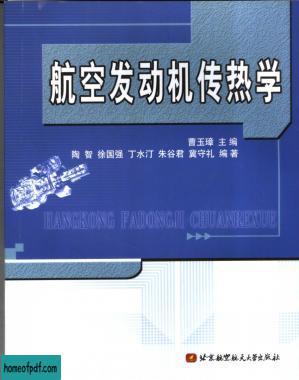 航空发动机传热学
曹玉璋 主编
陶 智 徐国强 丁水汀 朱谷君 冀守礼 编著
HANGKONG FADONGJI CHUANREXUE
北京航空航天大学出版社
homeofpdf.com